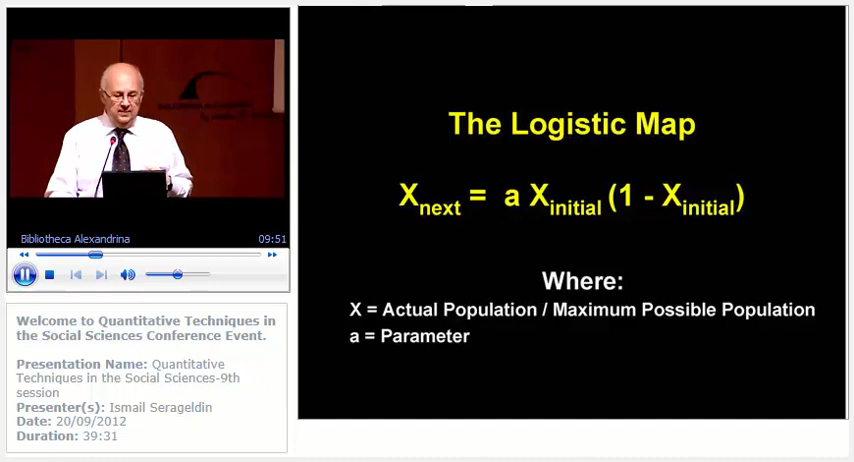 Bibliotheca Alexandrina 09:51
Welcome to Quantitative Techniques in
the Social Sciences Conference Event.
Presentation Name: Quantitative
Techniques in the Social Sciences-9th
session
Presenter(s): Ismail Serageldin
Date: 20/09/2012
Duration: 39:31
The Logistic Map
Xnext = a Xinitial (1 - Xinitial)
Where:
X = Actual Population / Maximum Possible Population
a = Parameter